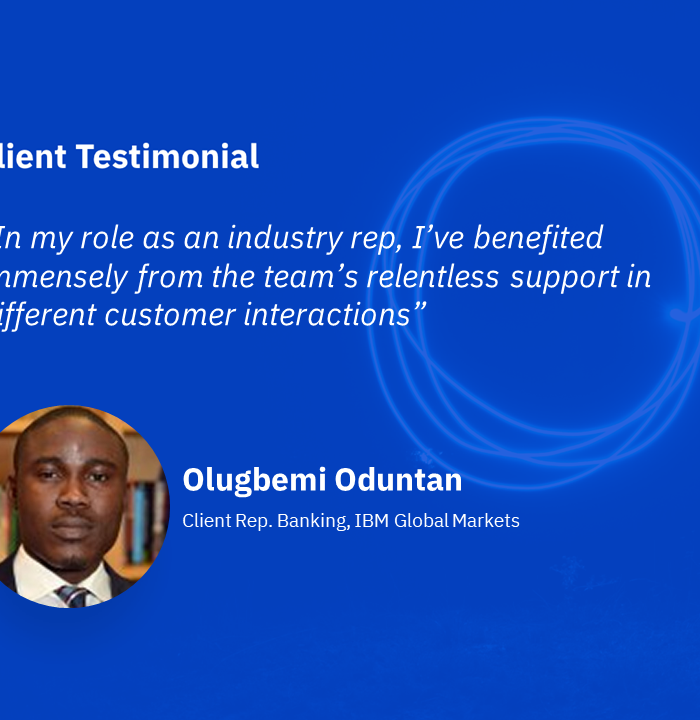 lient Testimonial
In my role as an industry rep, I’ve benefited
mmensely from the team’s relentless support in
ifferent customer interactions”
Olugbemi Oduntan
Client Rep. Banking, IBM Global Markets